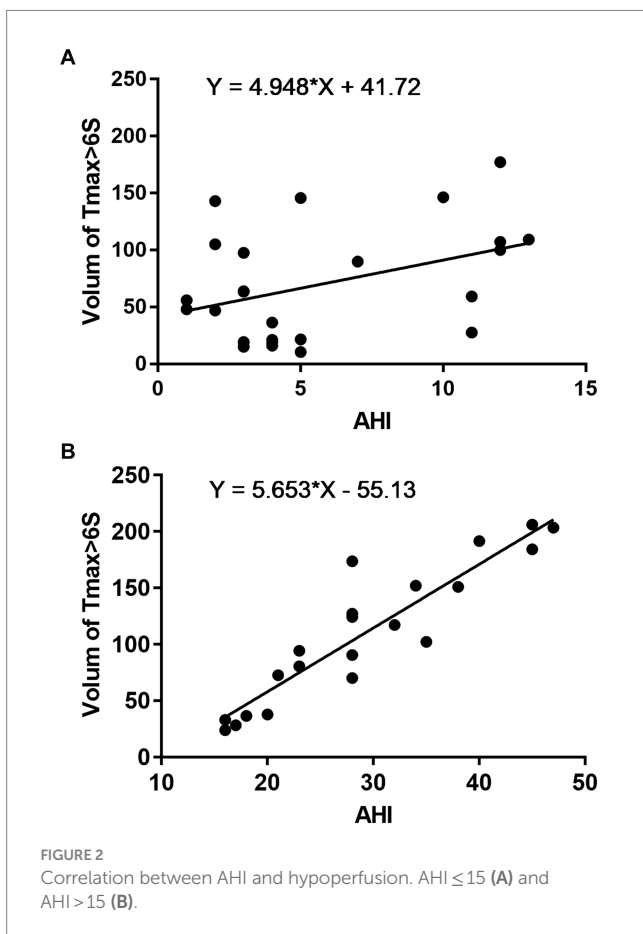 A
Y = 4.948*X + 41.72
Volum of Tmax>6S
250
200
150
100
50
0
0 5 10 15
AHI
B
Y = 5.653*X - 55.13
Volum of Tmax>6S
250
200
150
100
50
0
10 20 30 40 50
AHI
FIGURE 2
Correlation between AHI and hypoperfusion. AHI ≤ 15 (A) and
AHI > 15 (B).